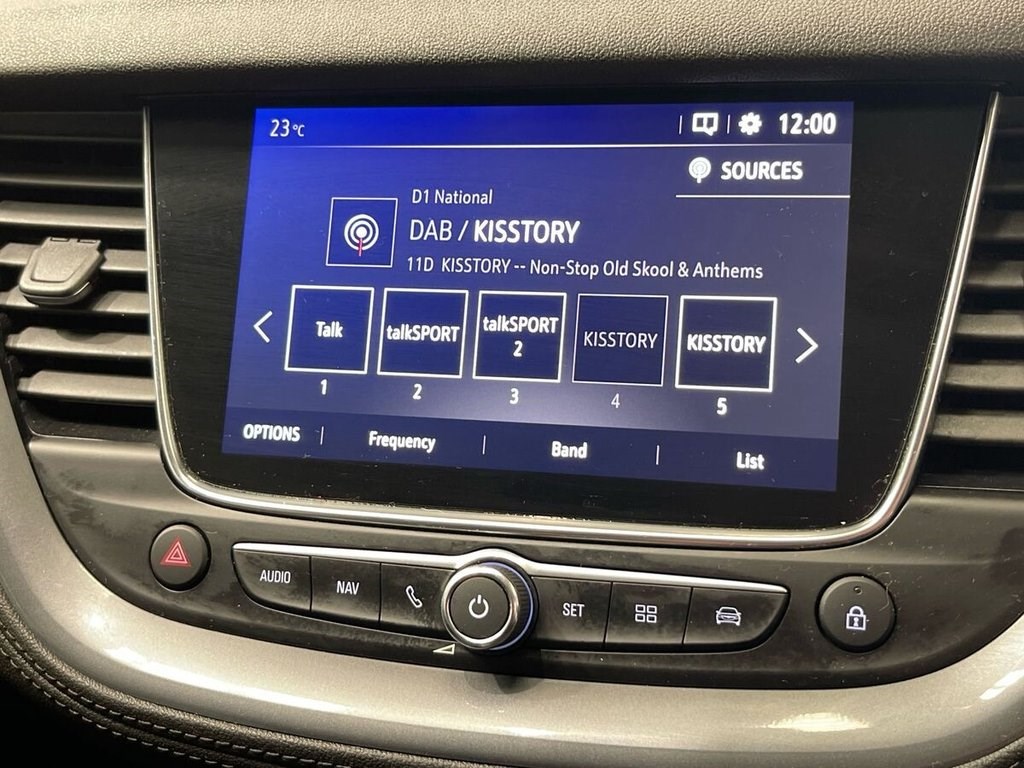 23°C
12:00
SOURCES
D1 National
DAB / KISSTORY
11D KISSTORY -- Non-Stop Old Skool & Anthems
Talk
talkSPORT
talkSPORT
2
KISSTORY
KISSTORY
1
2
3
4
5
OPTIONS
Frequency
Band
List
AUDIO
NAV
SET